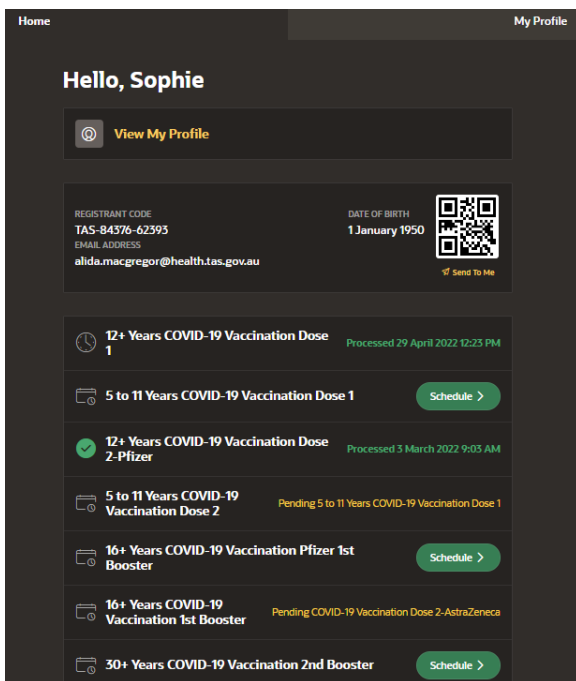 Home
My Profile
Hello, Sophie
View My Profile
REGISTRANT CODE
TAS-84376-62393
EMAIL ADDRESS
alida.macgregor@health.tas.gov.au
DATE OF BIRTH
1 January 1950
Send To Me
12+ Years COVID-19 Vaccination Dose
1
Processed 29 April 2022 12:23 PM
5 to 11 Years COVID-19 Vaccination Dose 1
Schedule
12+ Years COVID-19 Vaccination Dose
2-Pfizer
Processed 3 March 2022 9:03 AM
5 to 11 Years COVID-19
Vaccination Dose 2
Pending 5 to 11 Years COVID-19 Vaccination Dose 1
16+ Years COVID-19 Vaccination Pfizer 1st
Booster
Schedule
16+ Years COVID-19
Vaccination 1st Booster
Pending COVID-19 Vaccination Dose 2-AstraZeneca
30+ Years COVID-19 Vaccination 2nd Booster
Schedule